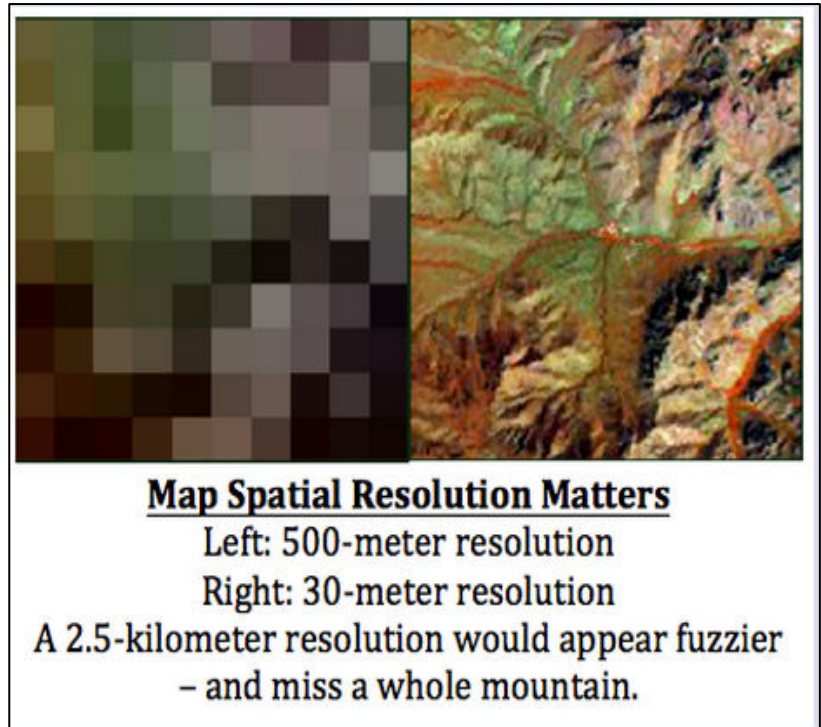 Map Spatial Resolution Matters
Left: 500-meter resolution
Right: 30-meter resolution
A 2.5-kilometer resolution would appear fuzzier
– and miss a whole mountain.